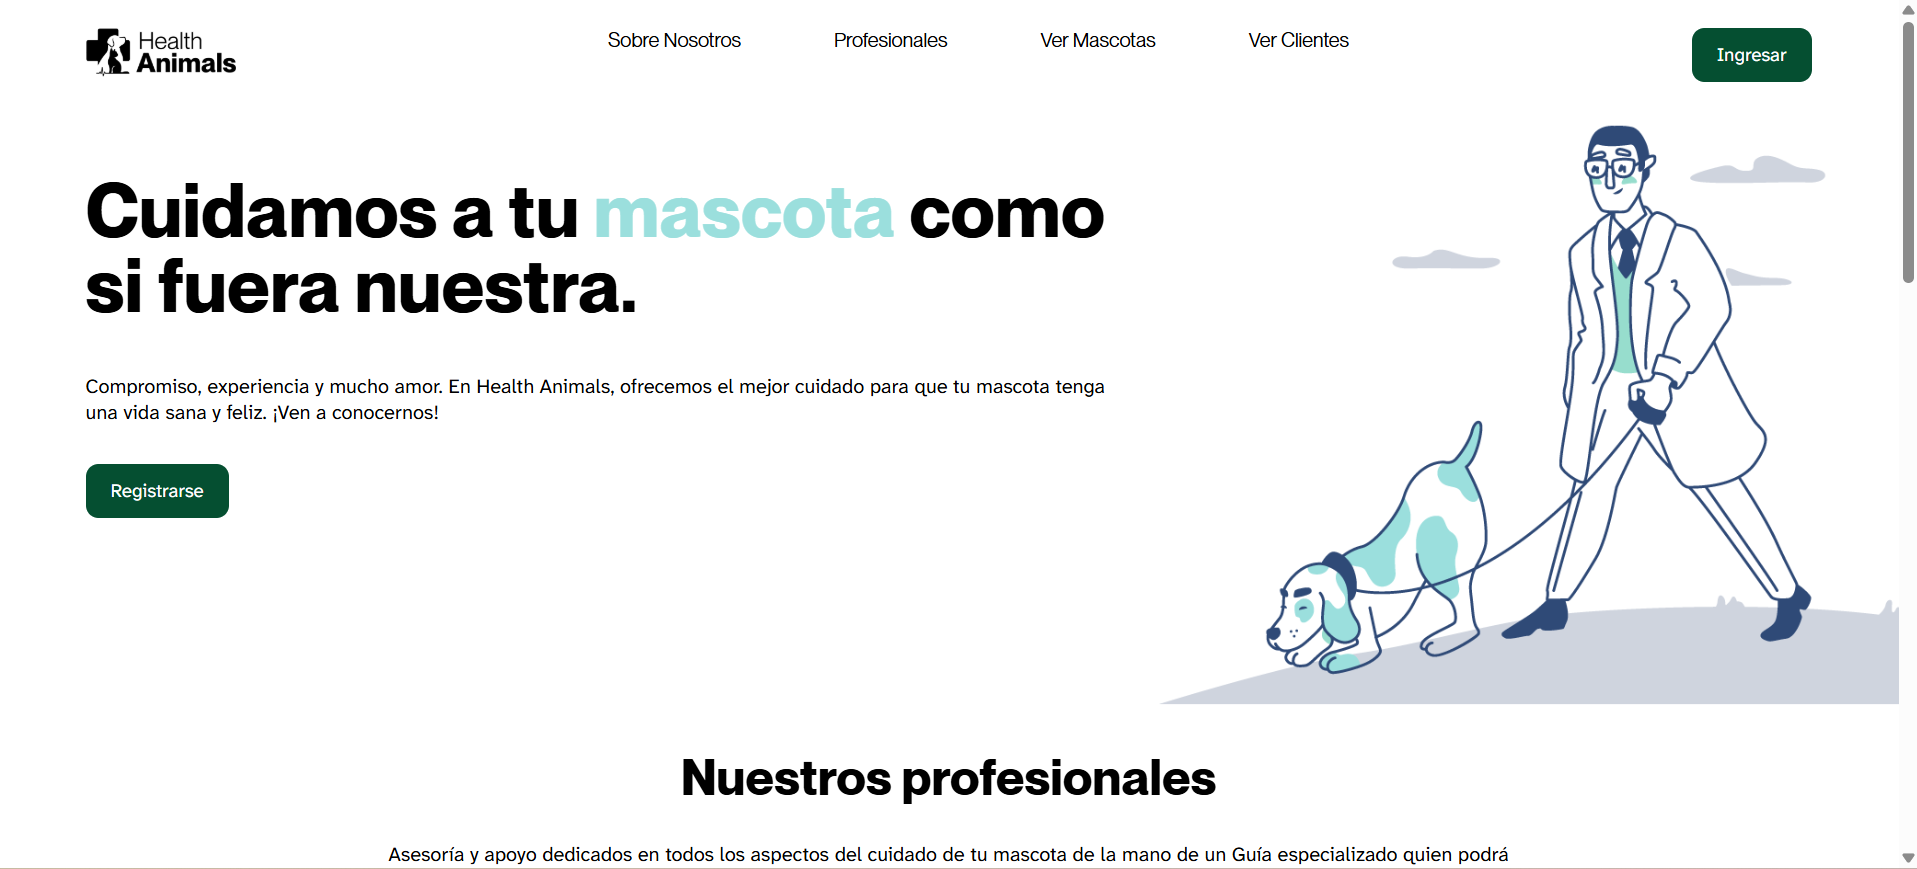 Health
Animals
Sobre Nosotros
Profesionales
Ver Mascotas
Ver Clientes
Ingresar
Cuidamos a tu mascota como
si fuera nuestra.
Compromiso, experiencia y mucho amor. En Health Animals, ofrecemos el mejor cuidado para que tu mascota tenga
una vida sana y feliz. ¡Ven a conocernos!
Registrarse
Nuestros profesionales
Asesoría y apoyo dedicados en todos los aspectos del cuidado de tu mascota de la mano de un Guía especializado quien podrá